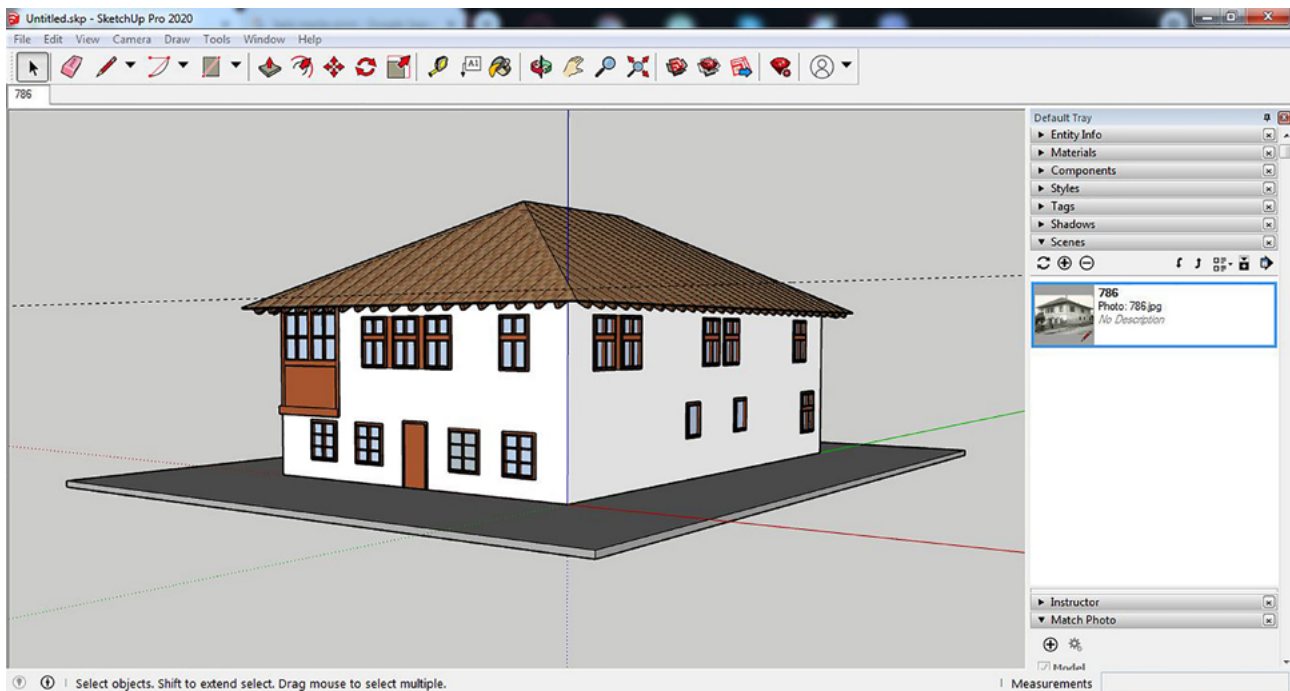 Untitled.skp - SketchUp Pro 2020
File Edit View Camera Draw Tools Window Help
A1
786
Default Tray
Entity Info
Materials
Components
Styles
Tags
Shadows
Scenes
786
Photo: 786.jpg
No Description
Instructor
Match Photo
Model
Select objects. Shift to extend select. Drag mouse to select multiple.
Measurements